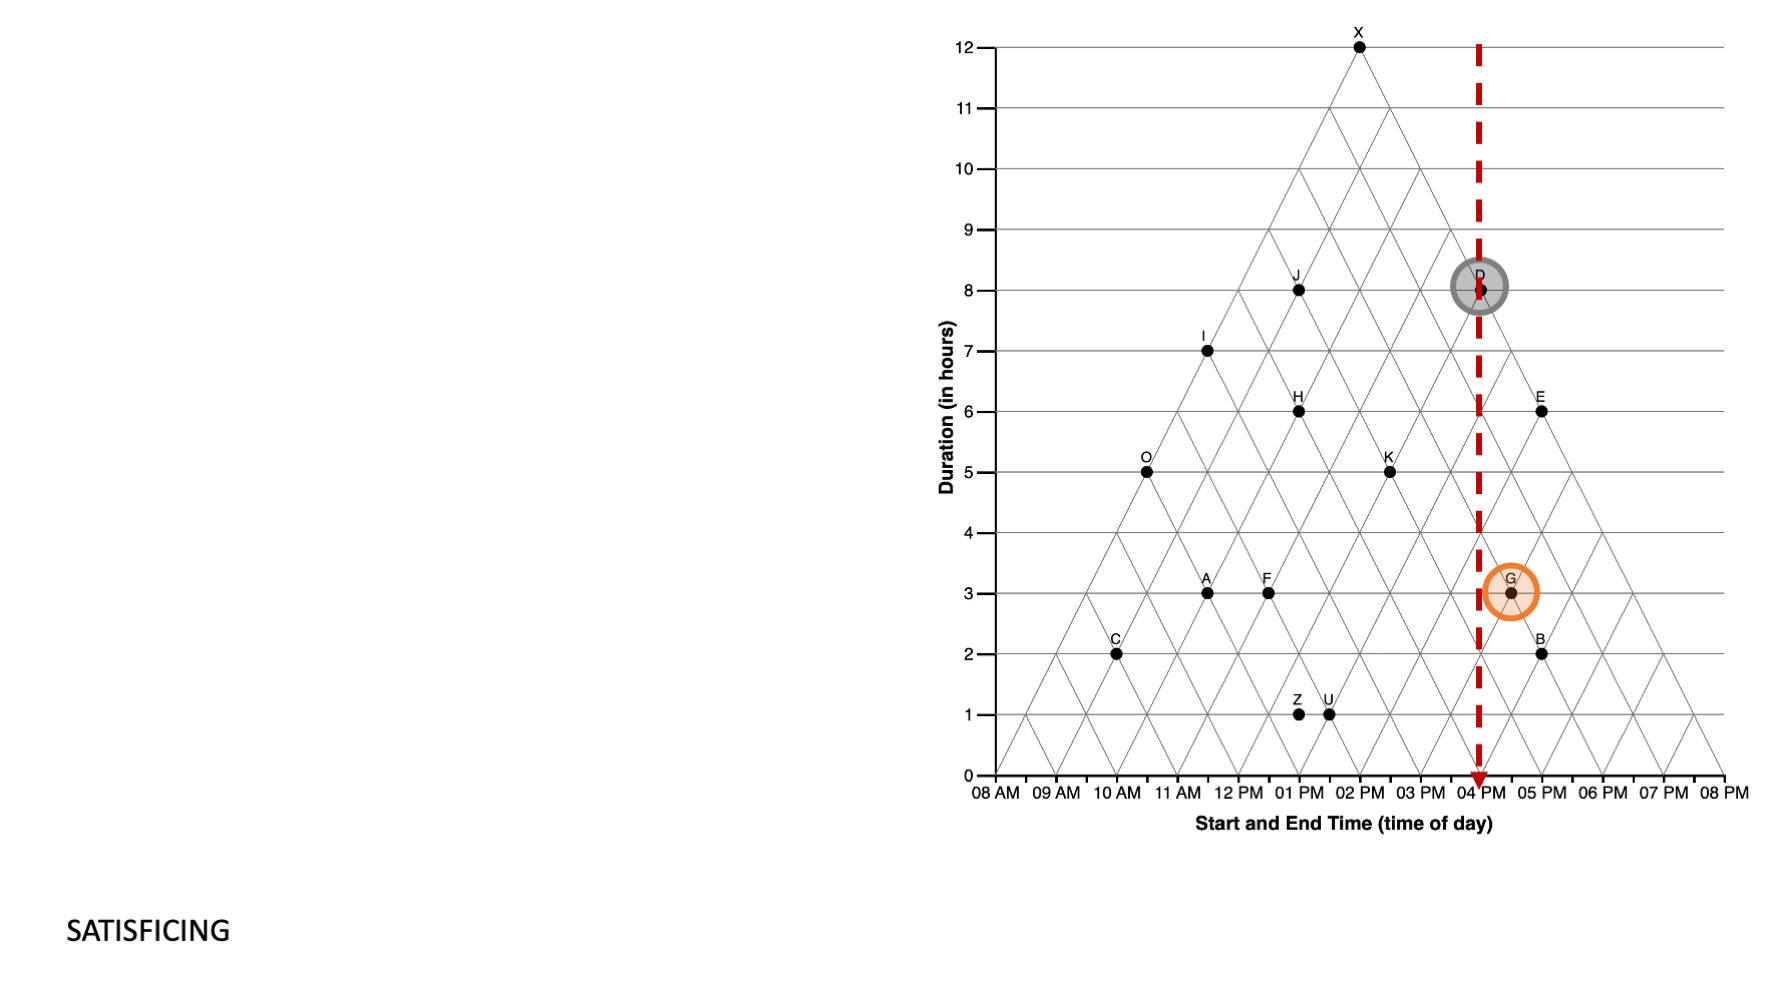 X
12
11
10
9
J
D
8
I
7
H
E
6
O
K
5
4
A
F
G
3
C
B
2
Z
U
1
0
08 AM 09 AM 10 AM 11 AM 12 PM 01 PM 02 PM 03 PM 04 PM 05 PM 06 PM 07 PM 08 PM
Duration (in hours)
Start and End Time (time of day)
SATISFICING